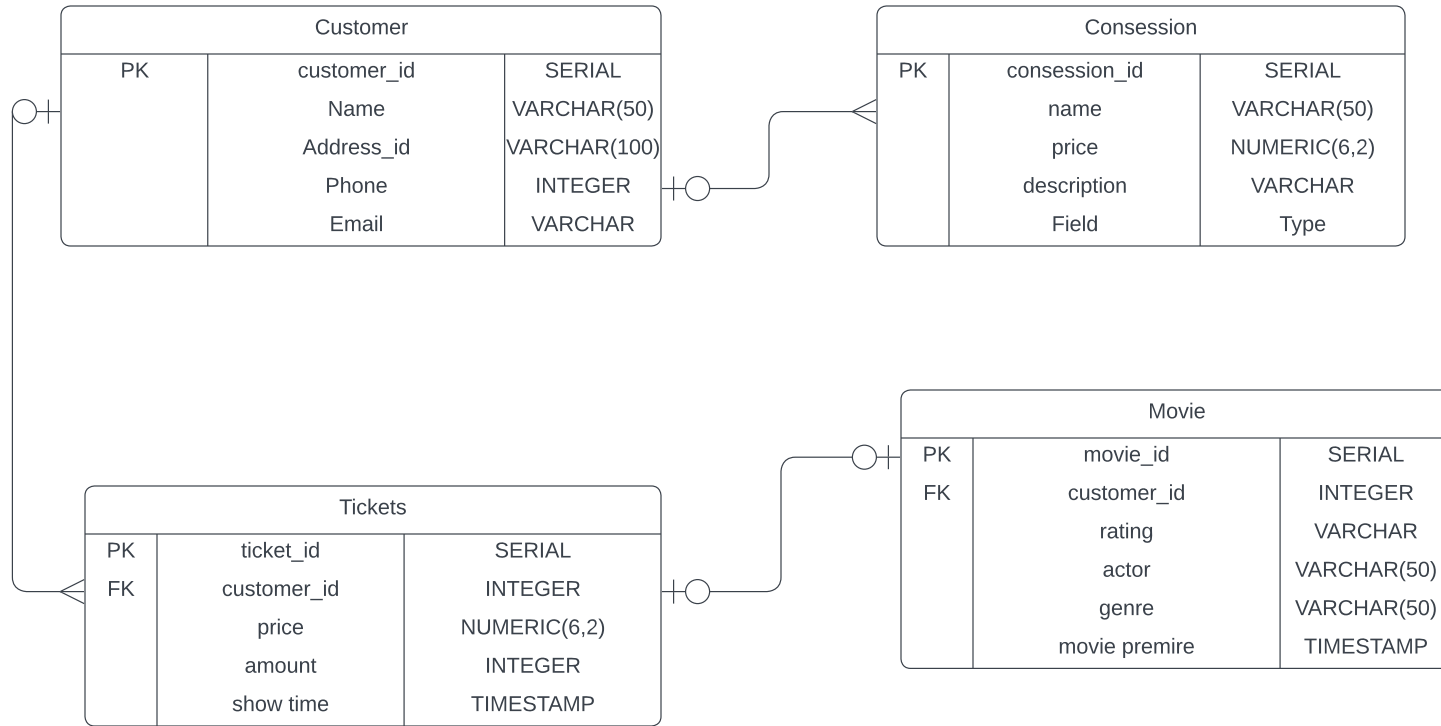 Customer
PK customer_id SERIAL
Name VARCHAR(50)
Address_id VARCHAR(100)
Phone INTEGER
Email VARCHAR
Consession
PK consession_id SERIAL
name VARCHAR(50)
price NUMERIC(6,2)
description VARCHAR
Field Type
Tickets
PK ticket_id SERIAL
FK customer_id INTEGER
price NUMERIC(6,2)
amount INTEGER
show time TIMESTAMP
Movie
PK movie_id SERIAL
FK customer_id INTEGER
rating VARCHAR
actor VARCHAR(50)
genre VARCHAR(50)
movie premire TIMESTAMP